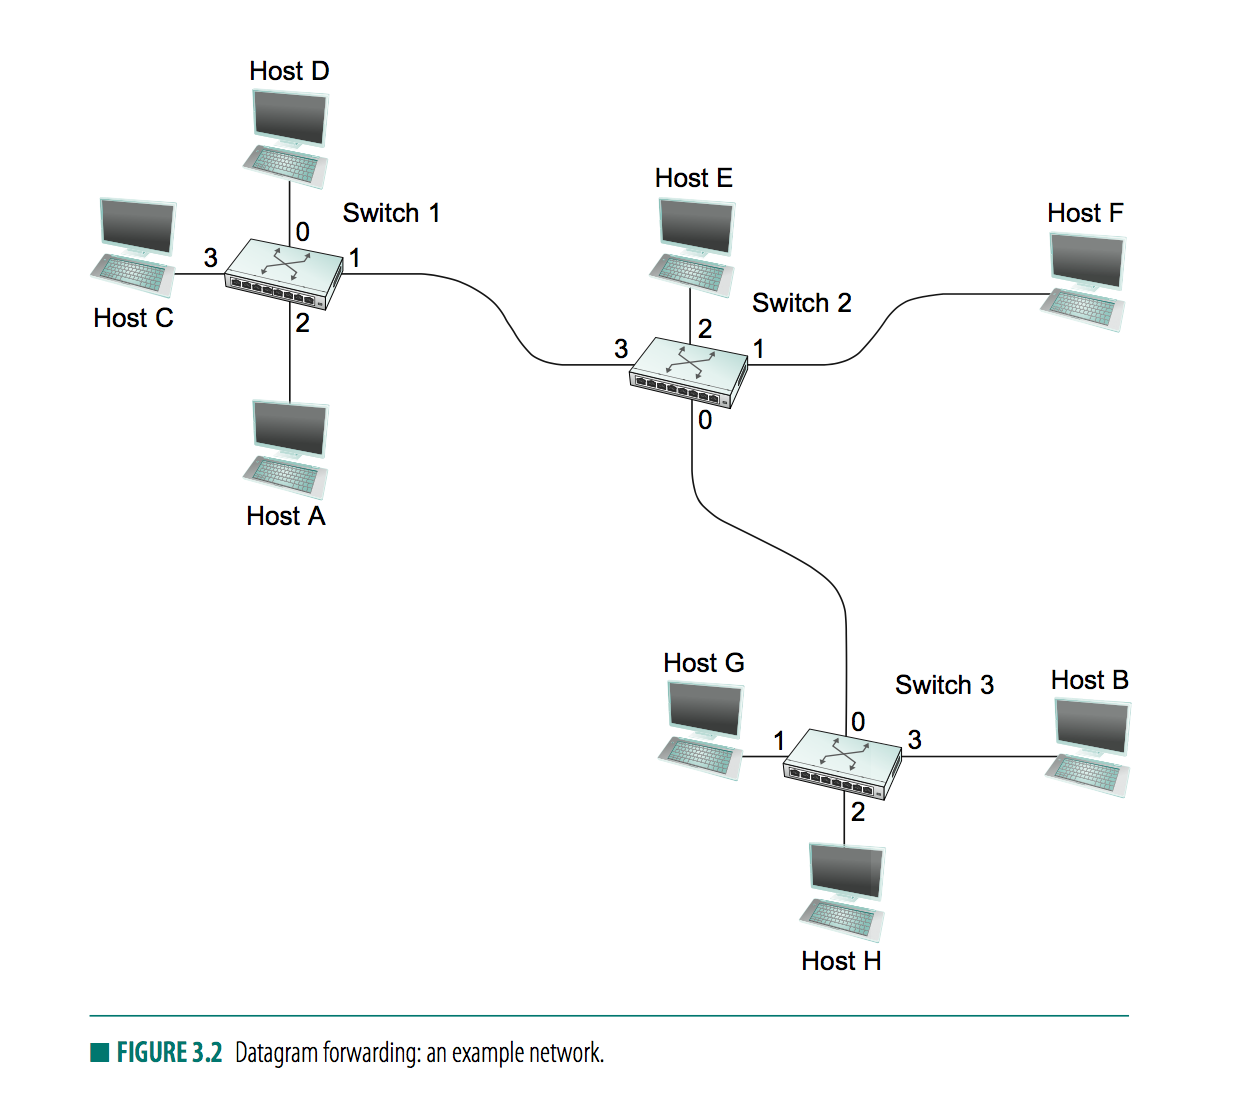 Host D
Switch 1
0
3
1
Host C
2
Host A
Host E
Switch 2
2
3
1
0
Host F
Host G
Switch 3
Host B
0
1
3
2
Host H
■ FIGURE 3.2 Datagram forwarding: an example network.